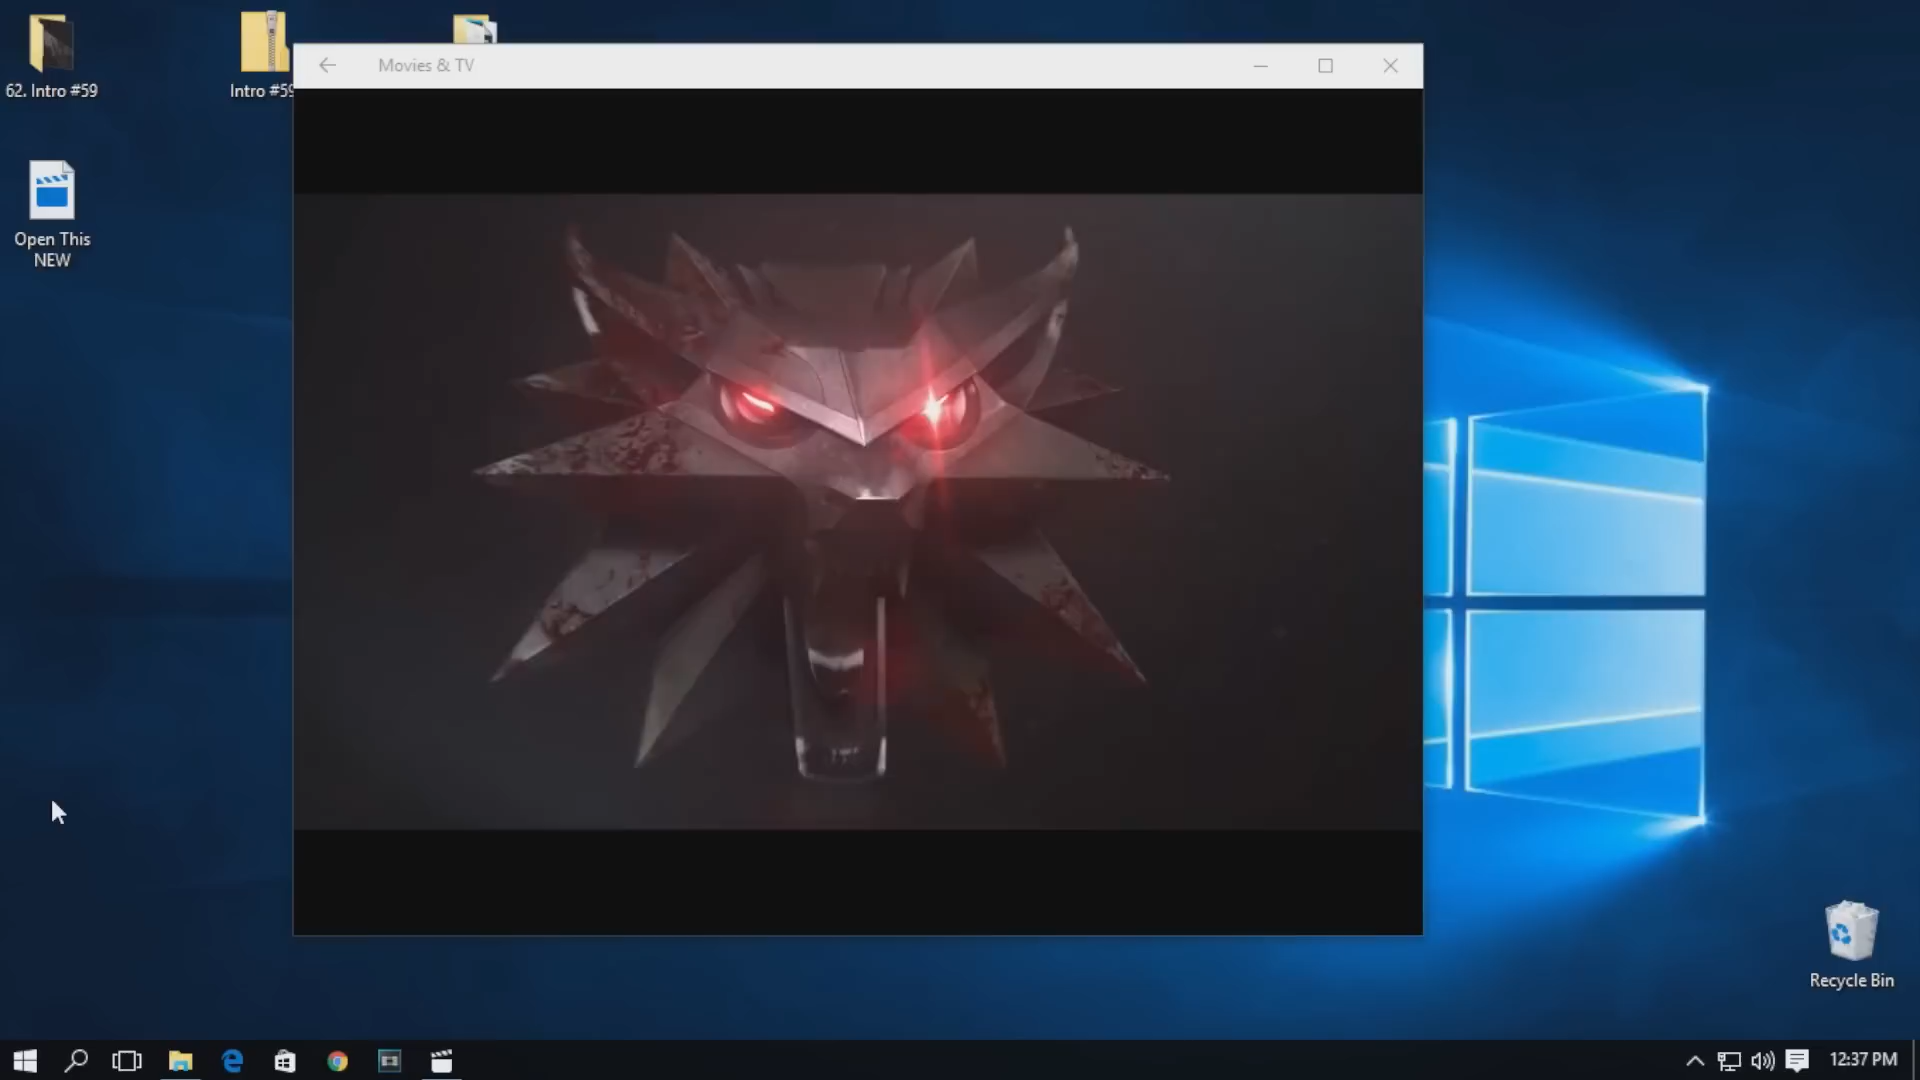 62. Intro #59
Intro #59
Movies & TV
Open This
NEW
Recycle Bin
12:37 PM